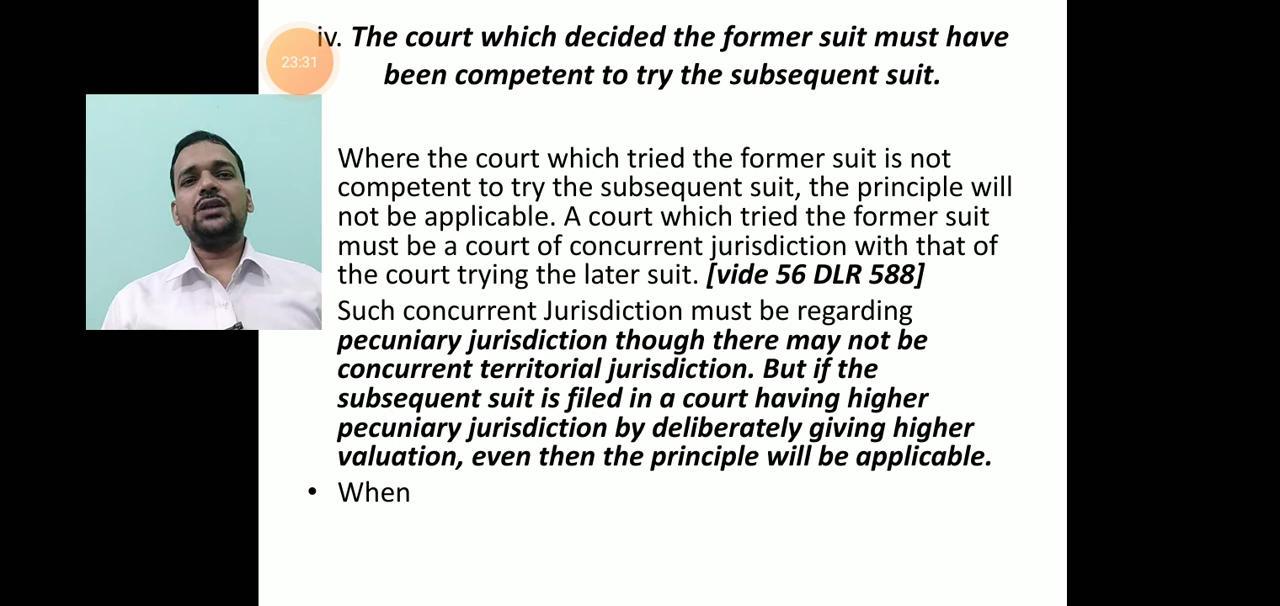 iv. The court which decided the former suit must have
been competent to try the subsequent suit.
23:31
Where the court which tried the former suit is not
competent to try the subsequent suit, the principle will
not be applicable. A court which tried the former suit
must be a court of concurrent jurisdiction with that of
the court trying the later suit. [vide 56 DLR 588]
Such concurrent Jurisdiction must be regarding
pecuniary jurisdiction though there may not be
concurrent territorial jurisdiction. But if the
subsequent suit is filed in a court having higher
pecuniary jurisdiction by deliberately giving higher
valuation, even then the principle will be applicable.
• When